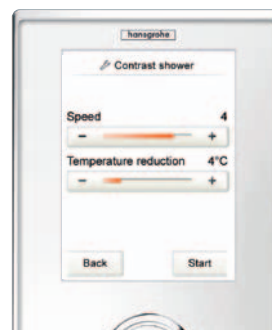 hansgrohe
Contrast shower
Speed 4
- +
Temperature reduction 4°C
- +
Back Start